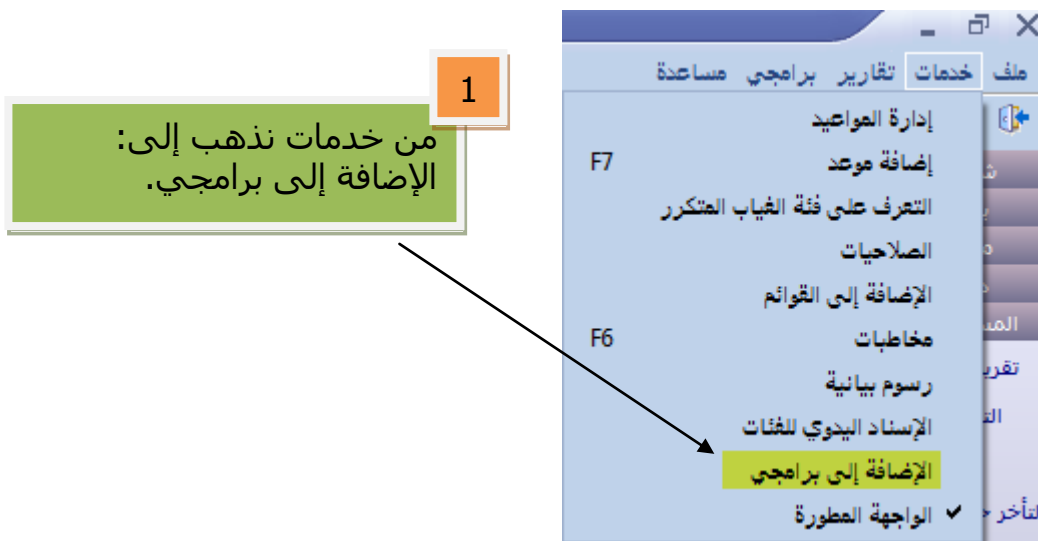 1
من خدمات نذهب إلى:
الإضافة إلى برامجي.
ملف خدمات تقارير برامجي مساعدة
إدارة المواعيد
إضافة موعد F7
التعرف على فئة الغياب المتكرر
الصلاحيات
الإضافة إلى القوائم
مخاطبات F6
رسوم بيانية
الإسناد اليدوي للفئات
الإضافة إلى برامجي
الواجهة المطورة